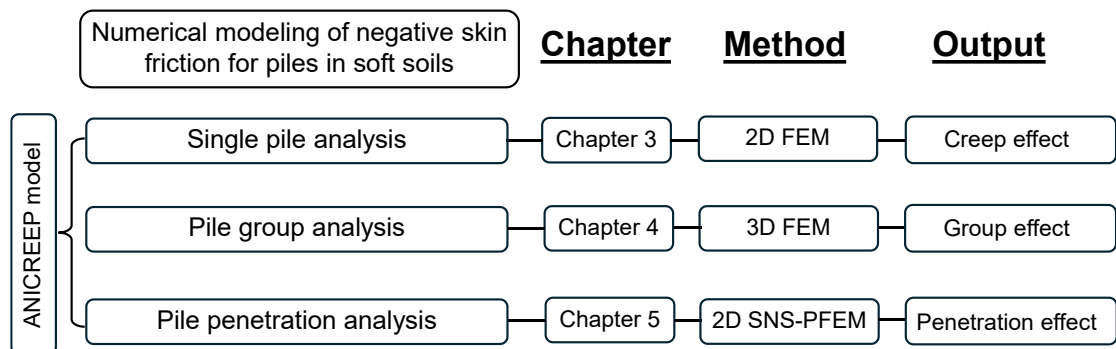 Numerical modeling of negative skin
friction for piles in soft soils
Chapter
Method
Output
ANICREEP model
Single pile analysis
Chapter 3
2D FEM
Creep effect
Pile group analysis
Chapter 4
3D FEM
Group effect
Pile penetration analysis
Chapter 5
2D SNS-PFEM
Penetration effect